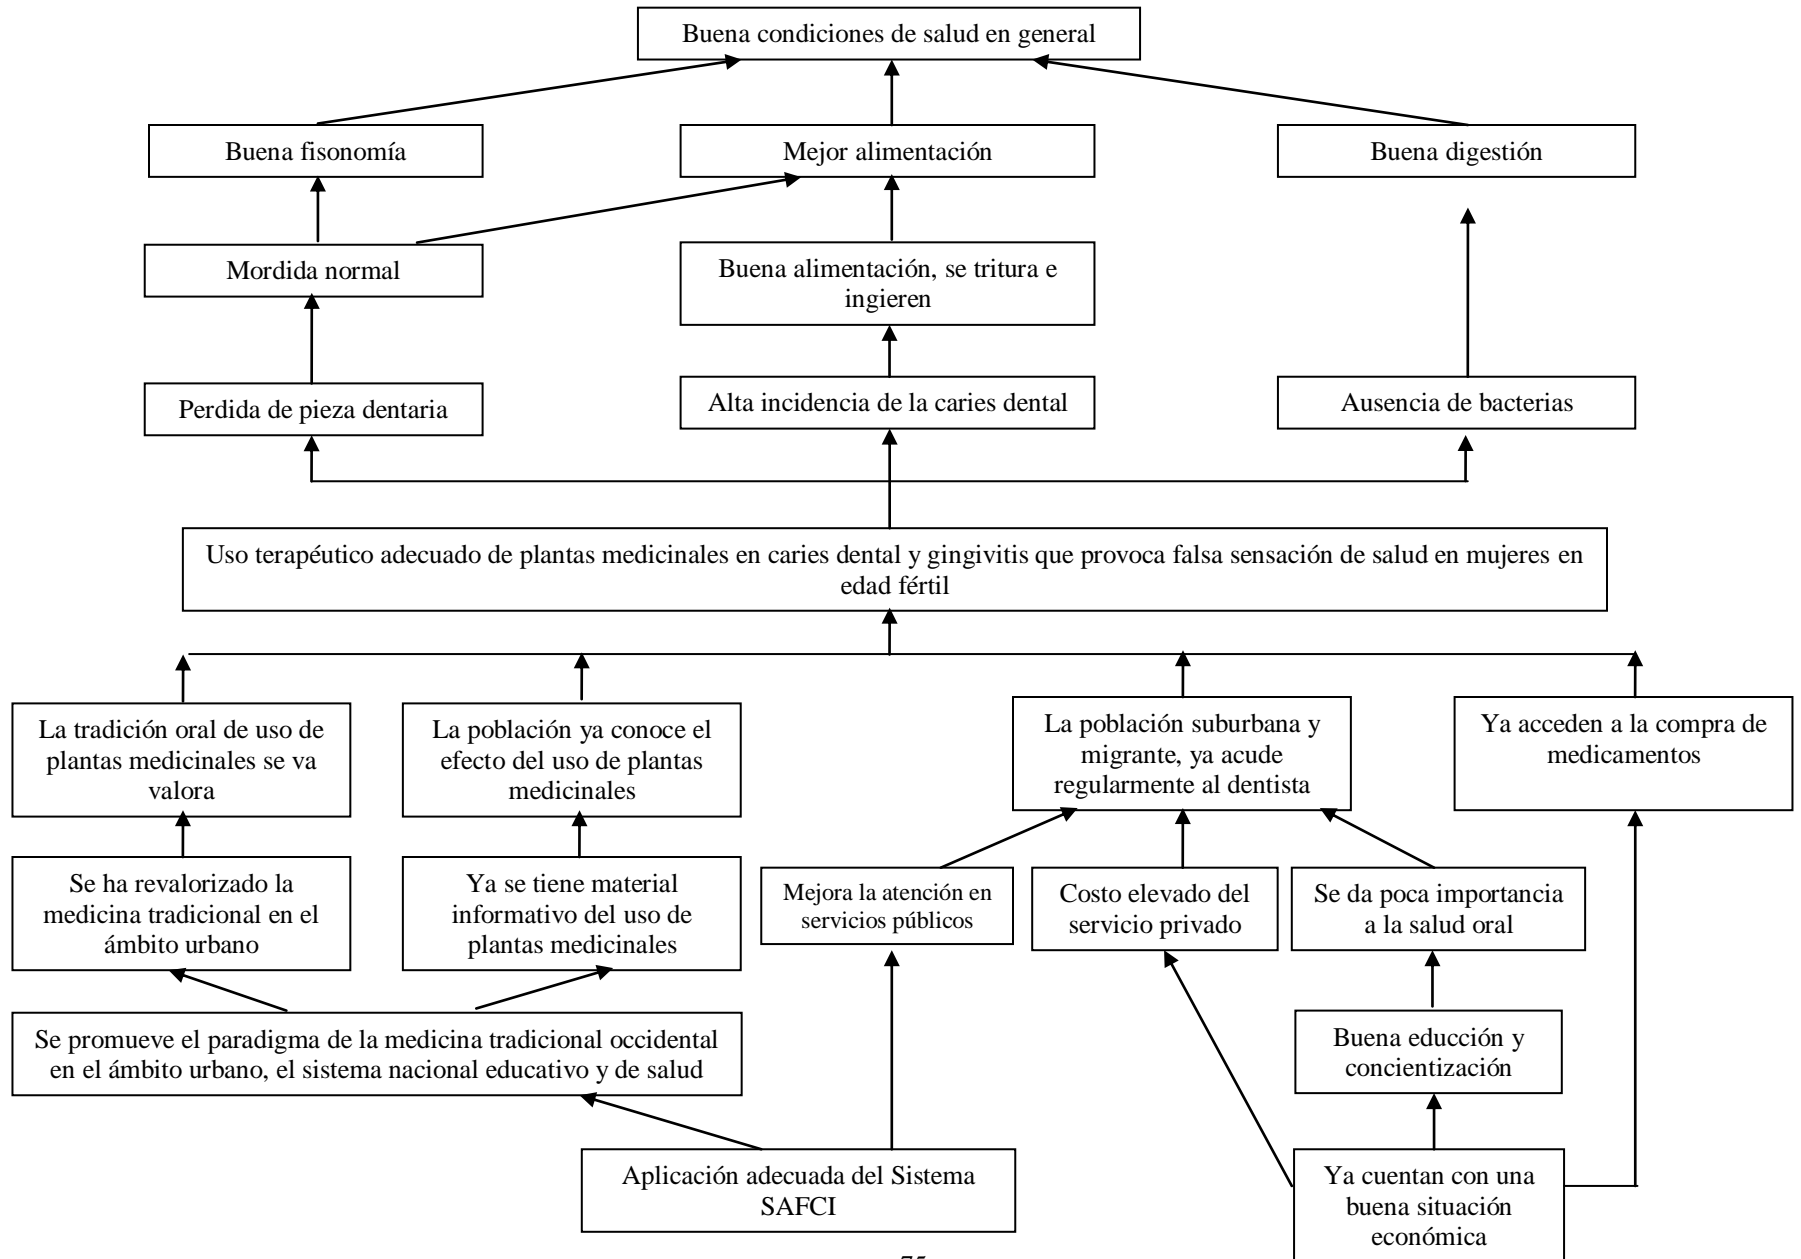 Buena condiciones de salud en general
Buena fisonomía
Mejor alimentación
Buena digestión
Mordida normal
Buena alimentación, se tritura e
ingieren
Perdida de pieza dentaria
Alta incidencia de la caries dental
Ausencia de bacterias
Uso terapéutico adecuado de plantas medicinales en caries dental y gingivitis que provoca falsa sensación de salud en mujeres en
edad fértil
La tradición oral de uso de
plantas medicinales se va
valora
La población ya conoce el
efecto del uso de plantas
medicinales
La población suburbana y
migrante, ya acude
regularmente al dentista
Ya acceden a la compra de
medicamentos
Se ha revalorizado la
medicina tradicional en el
ámbito urbano
Ya se tiene material
informativo del uso de
plantas medicinales
Mejora la atención en
servicios públicos
Costo elevado del
servicio privado
Se da poca importancia
a la salud oral
Se promueve el paradigma de la medicina tradicional occidental
en el ámbito urbano, el sistema nacional educativo y de salud
Buena educción y
concientización
Aplicación adecuada del Sistema
SAFCI
Ya cuentan con una
buena situación
económica